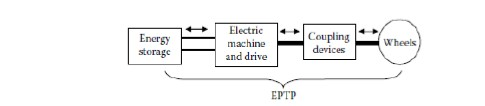 Energy
storage
Electric
machine
and drive
Coupling
devices
Wheels
EPTP